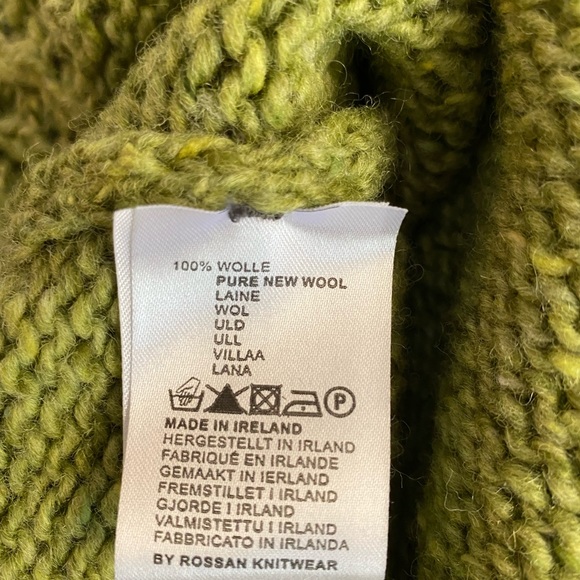 100% WOLLE
PURE NEW WOOL
LAINE
WOL
ULD
ULL
VILLAA
LANA
P
MADE IN IRELAND
HERGESTELLT IN IRLAND
FABRIQUÉ EN IRLANDE
GEMAAKT IN IERLAND
FREMSTILLET I IRLAND
GJORDE I IRLAND
VALMISTETTU I IRLAND
FABBRICATO IN IRLANDA
BY ROSSAN KNITWEAR